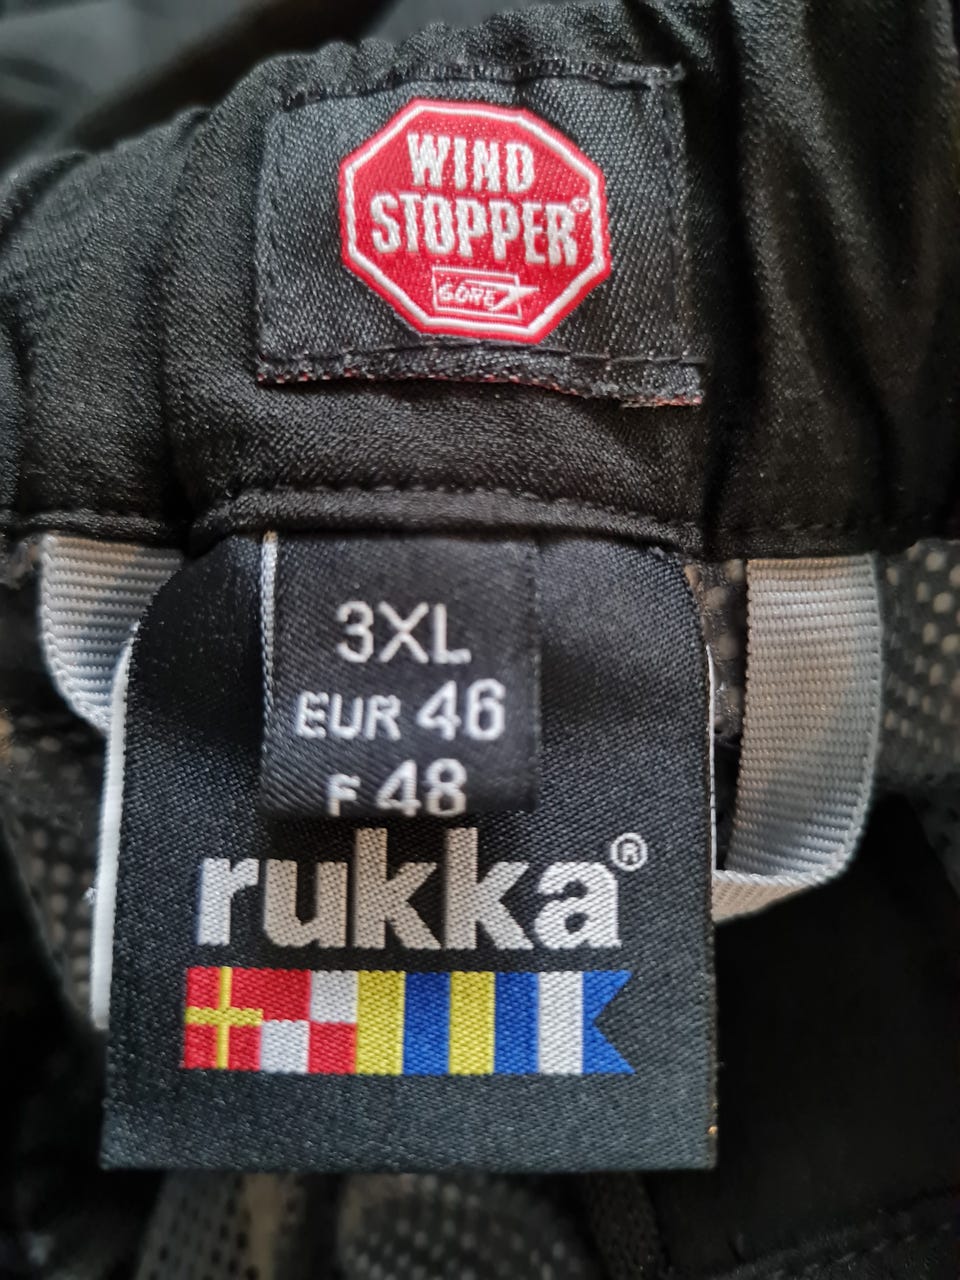 WIND
STOPPER®
GORE
3XL
EUR 46
F 48
rukka®